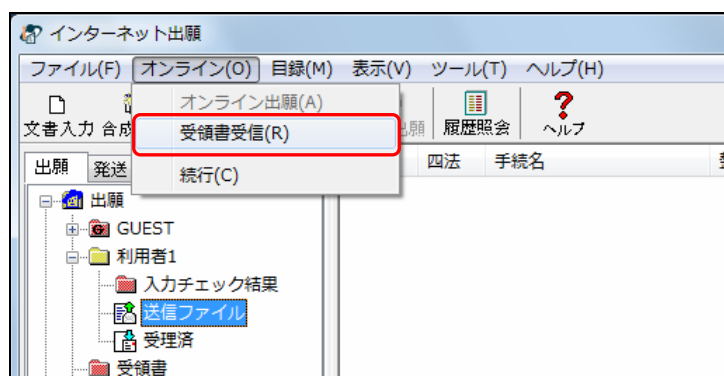 インターネット出願
ファイル(F) オンライン(O) 目録(M) 表示(V) ツール(T) ヘルプ(H)
オンライン出願(A)
文書入力 合成 出願 履歴照会 ヘルプ
受領書受信(R)
出願 発送 四法 手続名
続行(C)
出願
GUEST
利用者1
入力チェック結果
送信ファイル
受理済
受領書